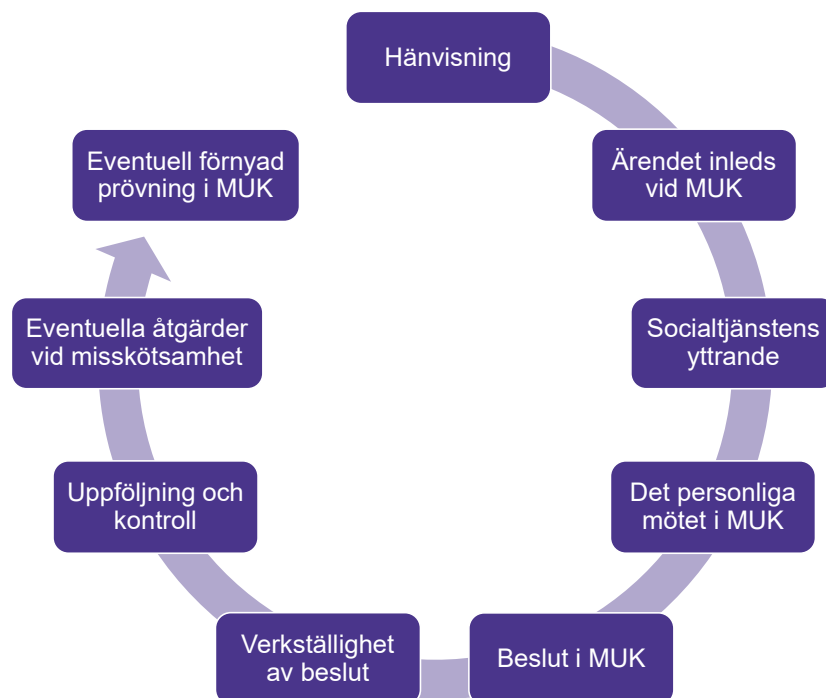 Hänvisning
Ärendet inleds
vid MUK
Socialtjänstens
yttrande
Det personliga
mötet i MUK
Beslut i MUK
Verkställighet
av beslut
Uppföljning och
kontroll
Eventuella åtgärder
vid misskötsamhet
Eventuell förnyad
prövning i MUK